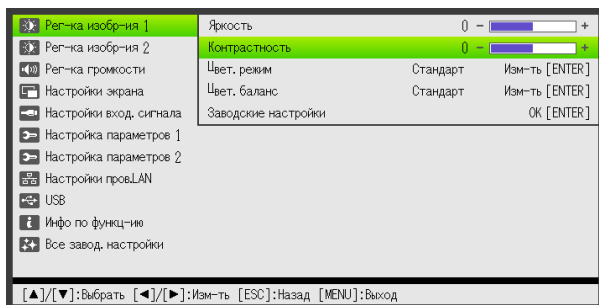 Рег-ка изобр-ия 1
Рег-ка изобр-ия 2
Рег-ка громкости
Настройки экрана
Настройки вход. сигнала
Настройка параметров 1
Настройка параметров 2
Настройки пров.LAN
USB
Инфо по функц-ию
Все завод. настройки
Яркость 0 - +
Контрастность 0 - +
Цвет. режим Стандарт Изм-ть [ENTER]
Цвет. баланс Стандарт Изм-ть [ENTER]
Заводские настройки OK [ENTER]
[▲]/[▼]:Выбрать [◀]/[▶]:Изм-ть [ESC]:Назад [MENU]:Выход